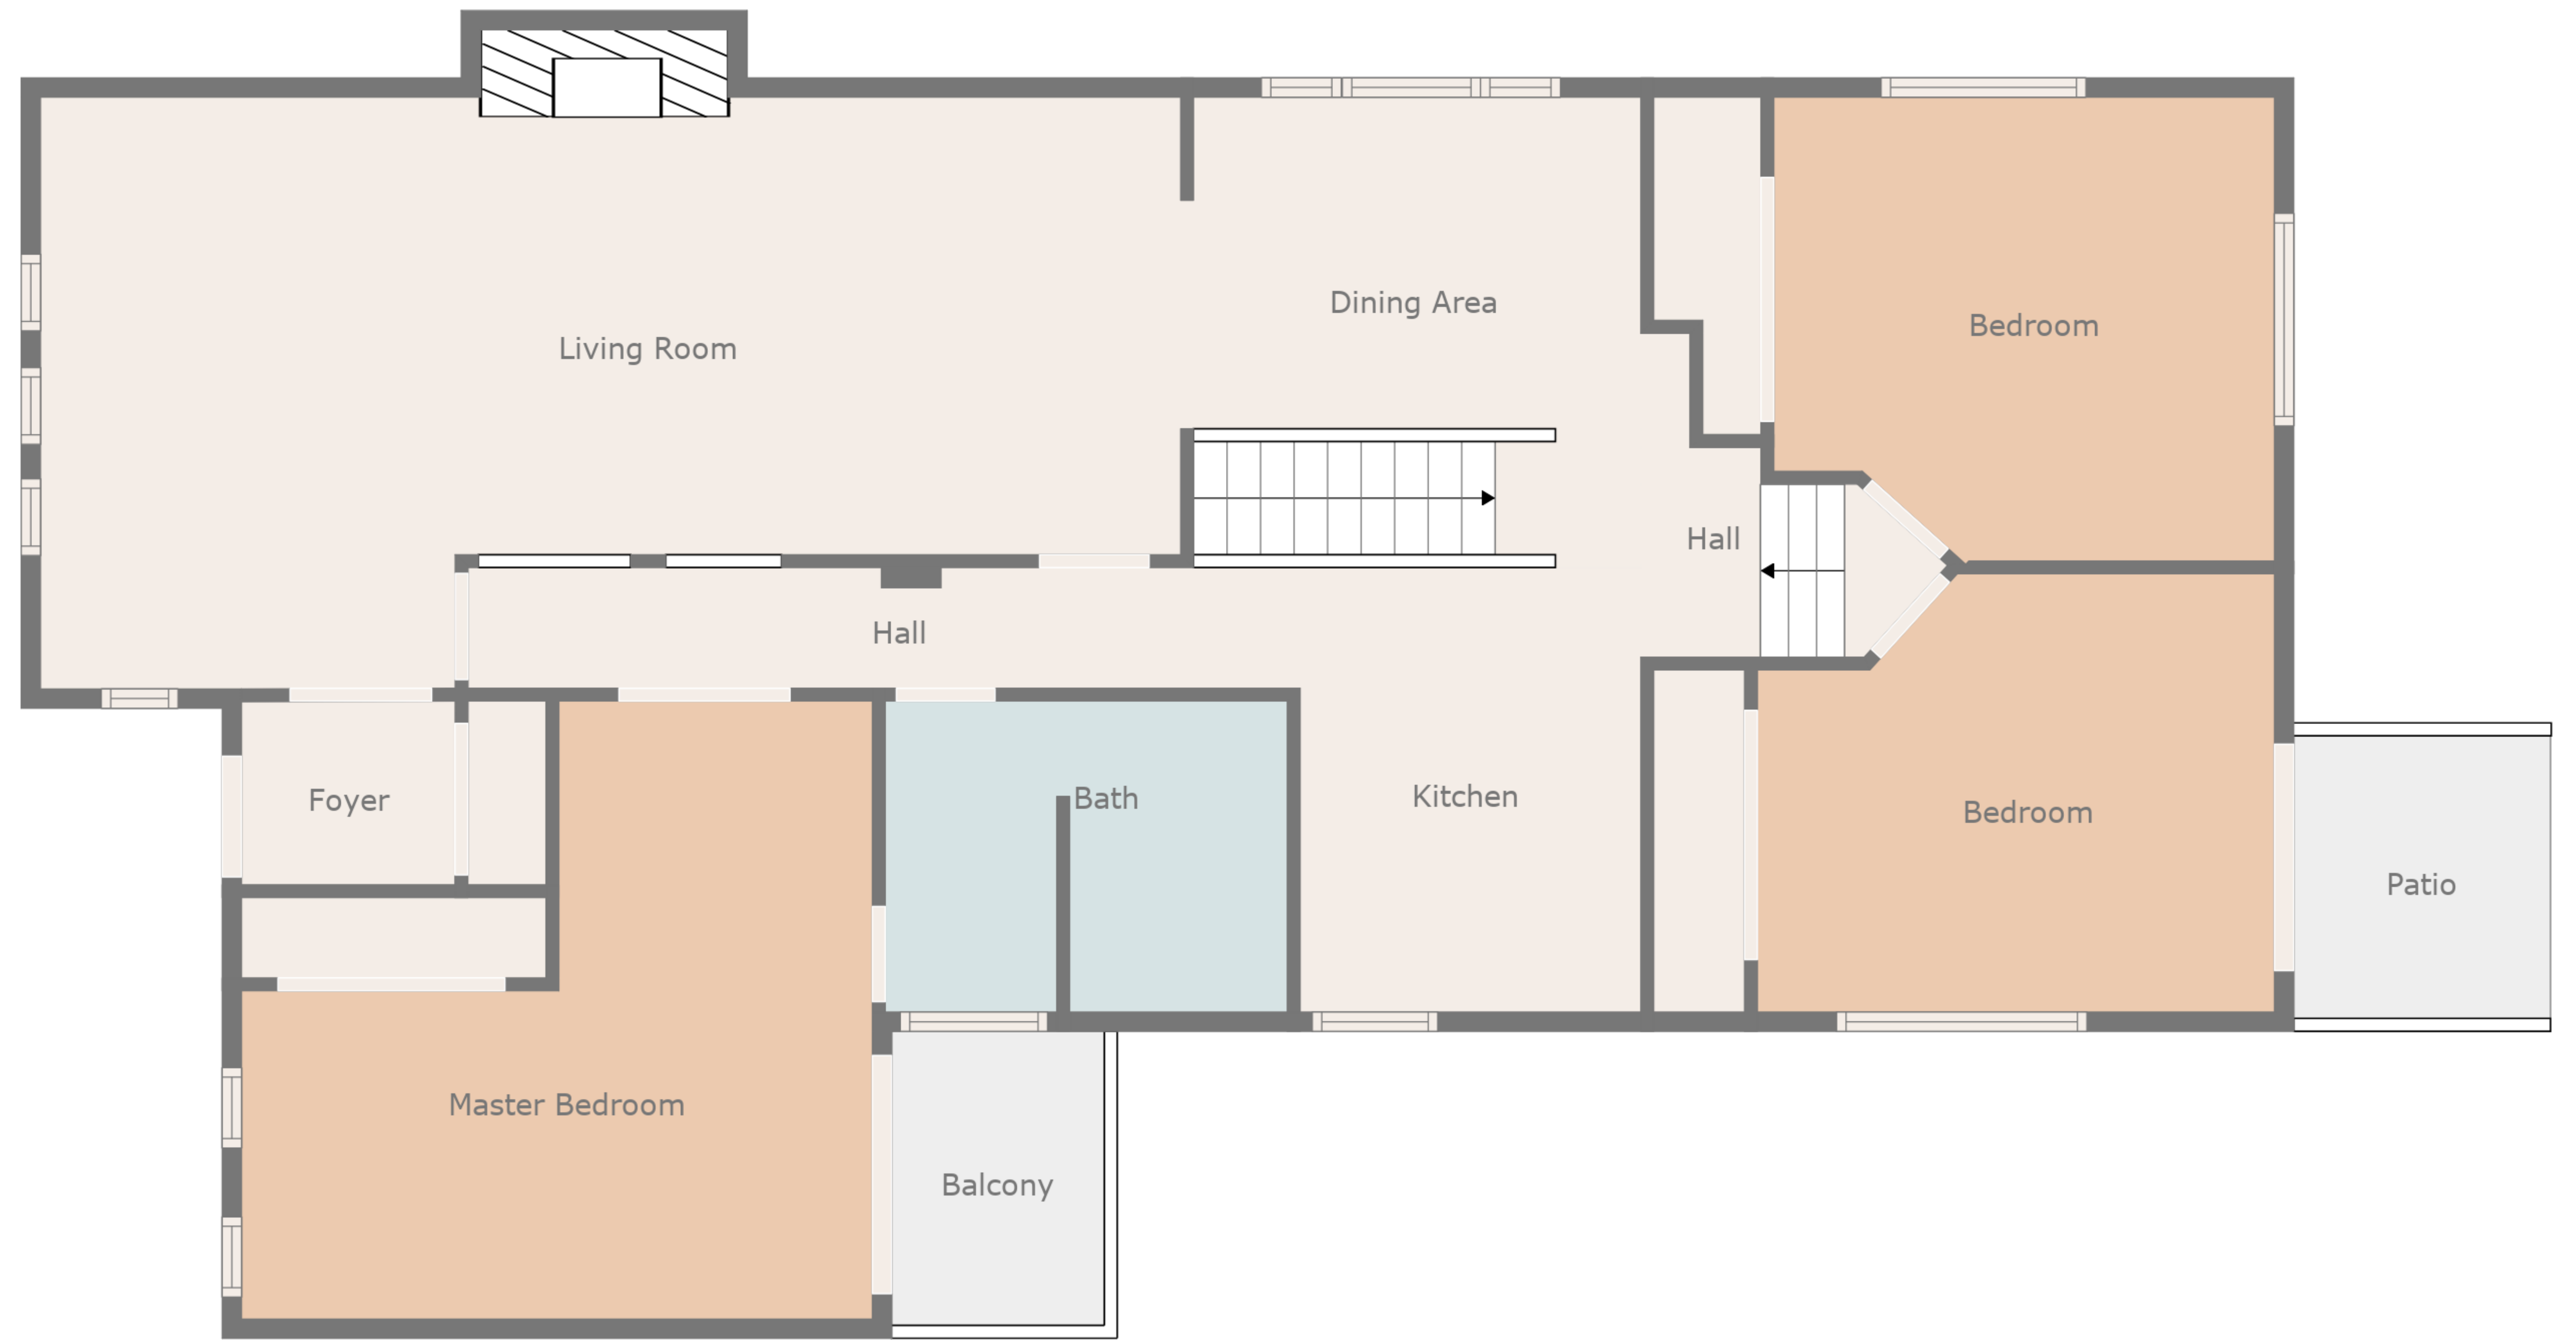 Dining Area
Bedroom
Living Room
Hall
Hall
Foyer
Bath
Kitchen
Bedroom
Patio
Master Bedroom
Balcony